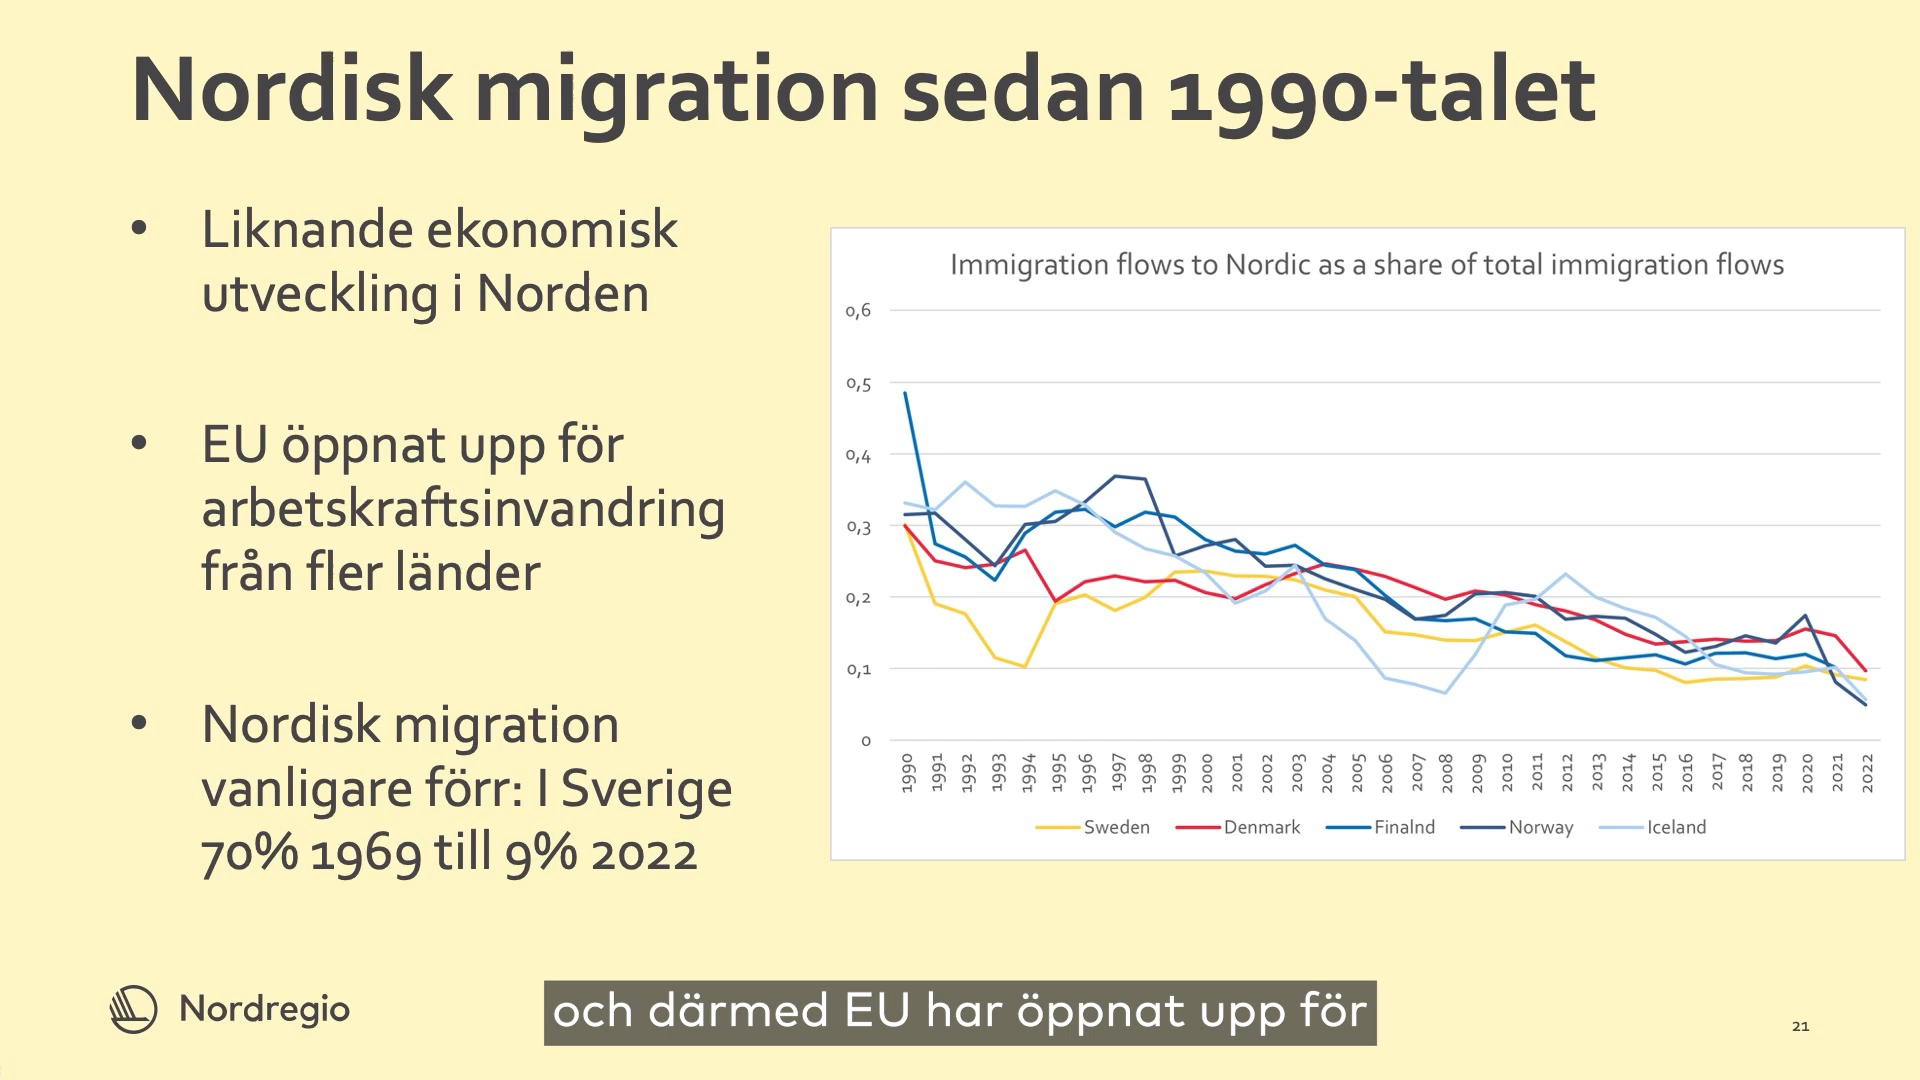 Nordisk migration sedan 1990-talet
• Liknande ekonomisk
utveckling i Norden
• EU öppnat upp för
arbetskraftsinvandring
från fler länder
• Nordisk migration
vanligare förr: I Sverige
70% 1969 till 9% 2022
Immigration flows to Nordic as a share of total immigration flows
0,6
0,5
0,4
0,3
0,2
0,1
0
1990 1991 1992 1993 1994 1995 1996 1997 1998 1999 2000 2001 2002 2003 2004 2005 2006 2007 2008 2009 2010 2011 2012 2013 2014 2015 2016 2017 2018 2019 2020 2021 2022
Sweden Denmark Finalnd Norway Iceland
Nordregio
och därmed EU har öppnat upp för
21